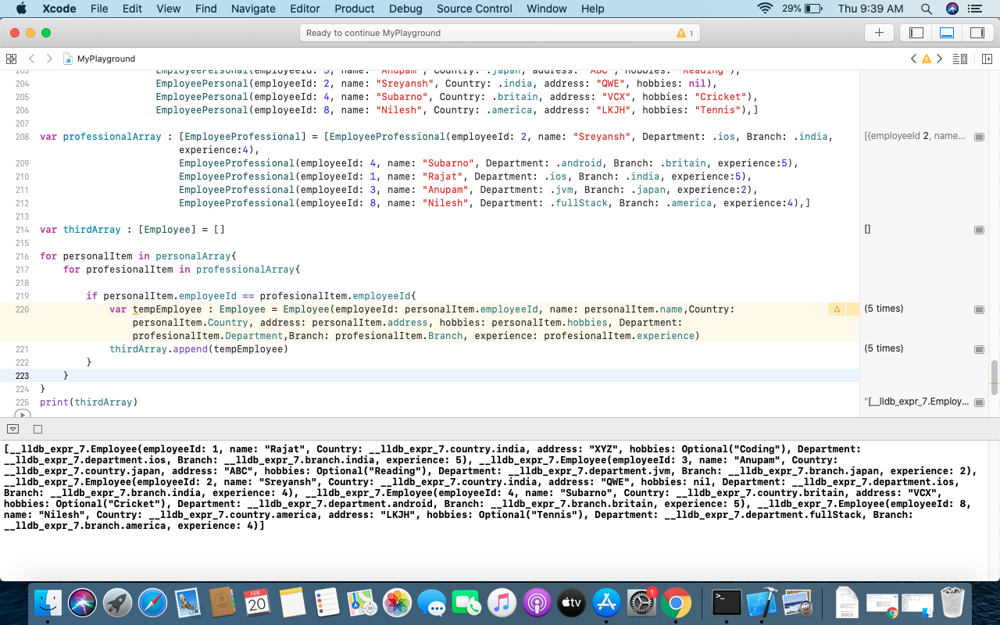 Xcode File Edit View Find Navigate Editor Product Debug Source Control Window Help 29% Thu 9:39 AM
Ready to continue MyPlayground 1
MyPlayground
203 EmployeePersonal(employeeId: 3, name: "Anupam", Country: .japan, address: "ABC", hobbies: "Reading"),
204 EmployeePersonal(employeeId: 2, name: "Sreyansh", Country: .india, address: "QWE", hobbies: nil),
205 EmployeePersonal(employeeId: 4, name: "Subarno", Country: .britain, address: "VCX", hobbies: "Cricket"),
206 EmployeePersonal(employeeId: 8, name: "Nilesh", Country: .america, address: "LKJH", hobbies: "Tennis"),]
207
208 var professionalArray : [EmployeeProfessional] = [EmployeeProfessional(employeeId: 2, name: "Sreyansh", Department: .ios, Branch: .india, [{employeeId 2, name...
experience:4),
209 EmployeeProfessional(employeeId: 4, name: "Subarno", Department: .android, Branch: .britain, experience:5),
210 EmployeeProfessional(employeeId: 1, name: "Rajat", Department: .ios, Branch: .india, experience:5),
211 EmployeeProfessional(employeeId: 3, name: "Anupam", Department: .jvm, Branch: .japan, experience:2),
212 EmployeeProfessional(employeeId: 8, name: "Nilesh", Department: .fullStack, Branch: .america, experience:4),]
213
214 var thirdArray : [Employee] = [] []
215
216 for personalItem in personalArray{
217 for profesionalItem in professionalArray{
218
219 if personalItem.employeeId == profesionalItem.employeeId{
220 var tempEmployee : Employee = Employee(employeeId: personalItem.employeeId, name: personalItem.name,Country: (5 times)
personalItem.Country, address: personalItem.address, hobbies: personalItem.hobbies, Department:
profesionalItem.Department,Branch: profesionalItem.Branch, experience: profesionalItem.experience)
221 thirdArray.append(tempEmployee) (5 times)
222 }
223 }
224 }
225 print(thirdArray) "[__lldb_expr_7.Employ...
[__lldb_expr_7.Employee(employeeId: 1, name: "Rajat", Country: __lldb_expr_7.country.india, address: "XYZ", hobbies: Optional("Coding"), Department:
__lldb_expr_7.department.ios, Branch: __lldb_expr_7.branch.india, experience: 5), __lldb_expr_7.Employee(employeeId: 3, name: "Anupam", Country:
__lldb_expr_7.country.japan, address: "ABC", hobbies: Optional("Reading"), Department: __lldb_expr_7.department.jvm, Branch: __lldb_expr_7.branch.japan, experience: 2),
__lldb_expr_7.Employee(employeeId: 2, name: "Sreyansh", Country: __lldb_expr_7.country.india, address: "QWE", hobbies: nil, Department: __lldb_expr_7.department.ios,
Branch: __lldb_expr_7.branch.india, experience: 4), __lldb_expr_7.Employee(employeeId: 4, name: "Subarno", Country: __lldb_expr_7.country.britain, address: "VCX",
hobbies: Optional("Cricket"), Department: __lldb_expr_7.department.android, Branch: __lldb_expr_7.branch.britain, experience: 5), __lldb_expr_7.Employee(employeeId: 8,
name: "Nilesh", Country: __lldb_expr_7.country.america, address: "LKJH", hobbies: Optional("Tennis"), Department: __lldb_expr_7.department.fullStack, Branch:
__lldb_expr_7.branch.america, experience: 4)]
FEB
20
tv
1
>_
DOCX